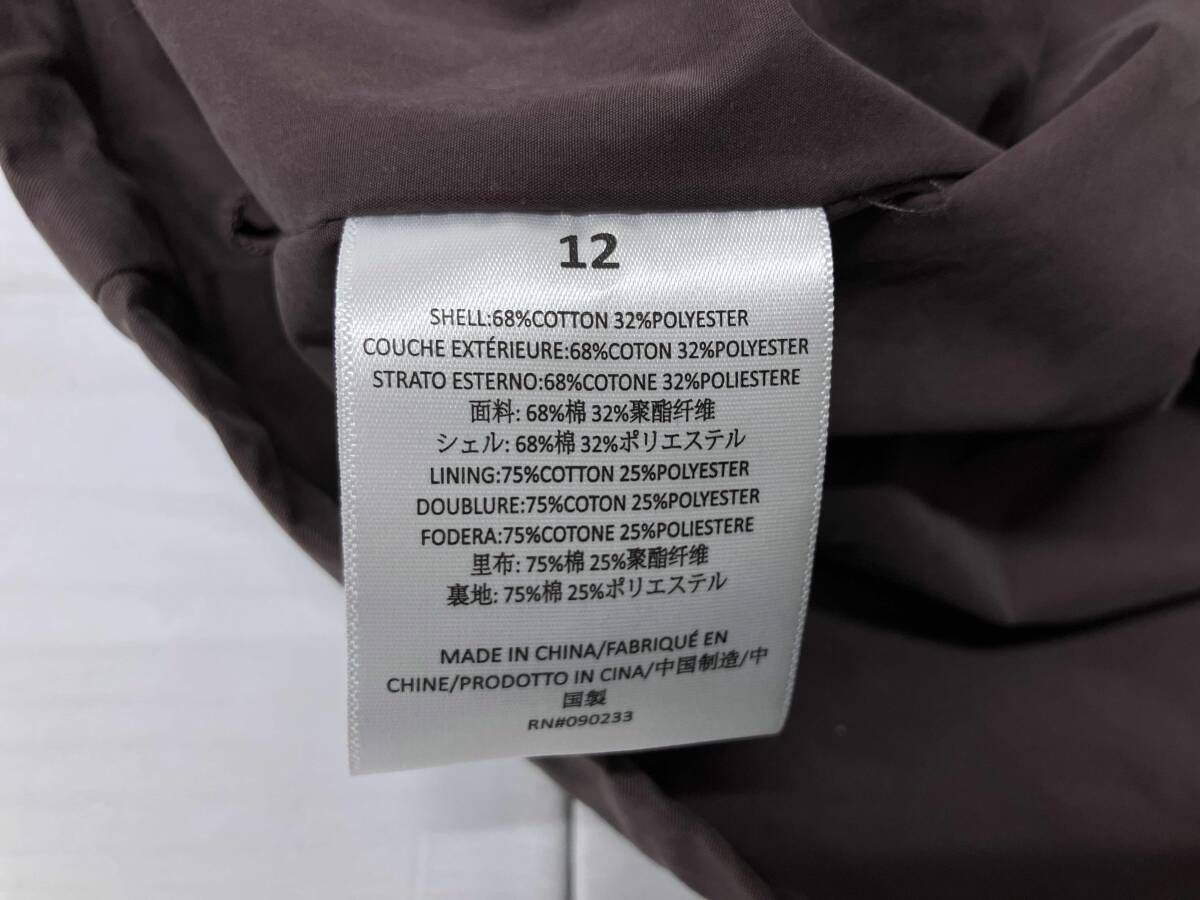 12
SHELL:68%COTTON 32%POLYESTER
COUCHE EXTÉRIEURE:68%COTON 32%POLYESTER
STRATO ESTERNO:68%COTONE 32%POLIESTERE
面料: 68%棉 32%聚酯纤维
シェル: 68%棉 32%ポリエステル
LINING:75%COTTON 25%POLYESTER
DOUBLURE:75%COTON 25%POLYESTER
FODERA:75%COTONE 25%POLIESTERE
里布: 75%棉 25%聚酯纤维
裏地: 75%棉 25%ポリエステル
MADE IN CHINA/FABRIQUÉ EN
CHINE/PRODOTTO IN CINA/中国制造/中
国製
RN#090233